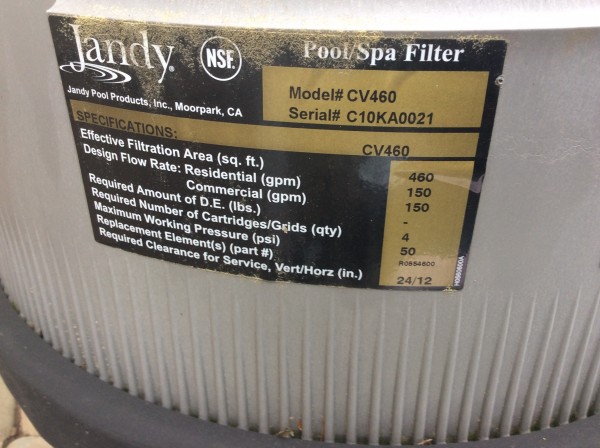 Jandy®
NSF®
Pool/Spa Filter
Jandy Pool Products, Inc., Moorpark, CA
Model# CV460
Serial# C10KA0021
SPECIFICATIONS: CV460
Effective Filtration Area (sq. ft.) 460
Design Flow Rate: Residential (gpm) 150
Commercial (gpm) 150
Required Amount of D.E. (lbs.) -
Required Number of Cartridges/Grids (qty) 4
Maximum Working Pressure (psi) 50
Replacement Element(s) (part #) R0554600
Required Clearance for Service, Vert/Horz (in.) 24/12